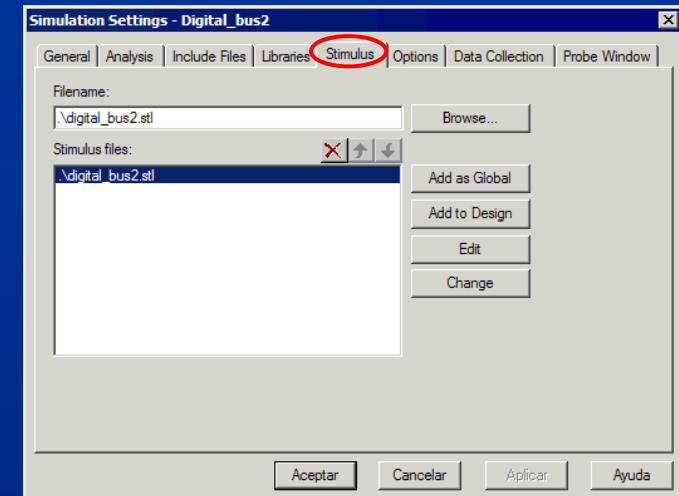 Simulation Settings - Digital_bus2
General Analysis Include Files Libraries Stimulus Options Data Collection Probe Window
Filename:
.\digital_bus2.stl
Browse...
Stimulus files:
.\digital_bus2.stl
Add as Global
Add to Design
Edit
Change
Aceptar Cancelar Aplicar Ayuda